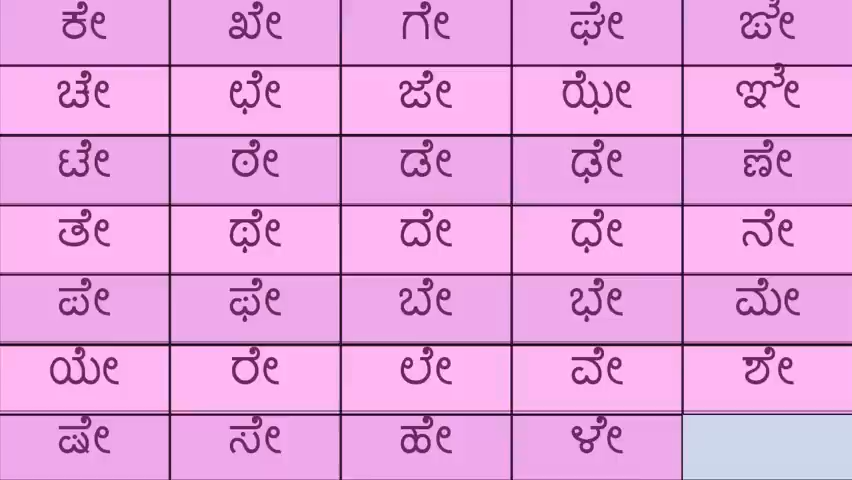 ಕೇ ಖೇ ಗೇ ಘೇ ಙೇ
ಚೇ ಛೇ ಜೇ ಝೇ ಞೇ
ಟೇ ಠೇ ಡೇ ಢೇ ಣೇ
ತೇ ಥೇ ದೇ ಧೇ ನೇ
ಪೇ ಫೇ ಬೇ ಭೇ ಮೇ
ಯೇ ರೇ ಲೇ ವೇ ಶೇ
ಷೇ ಸೇ ಹೇ ಳೇ